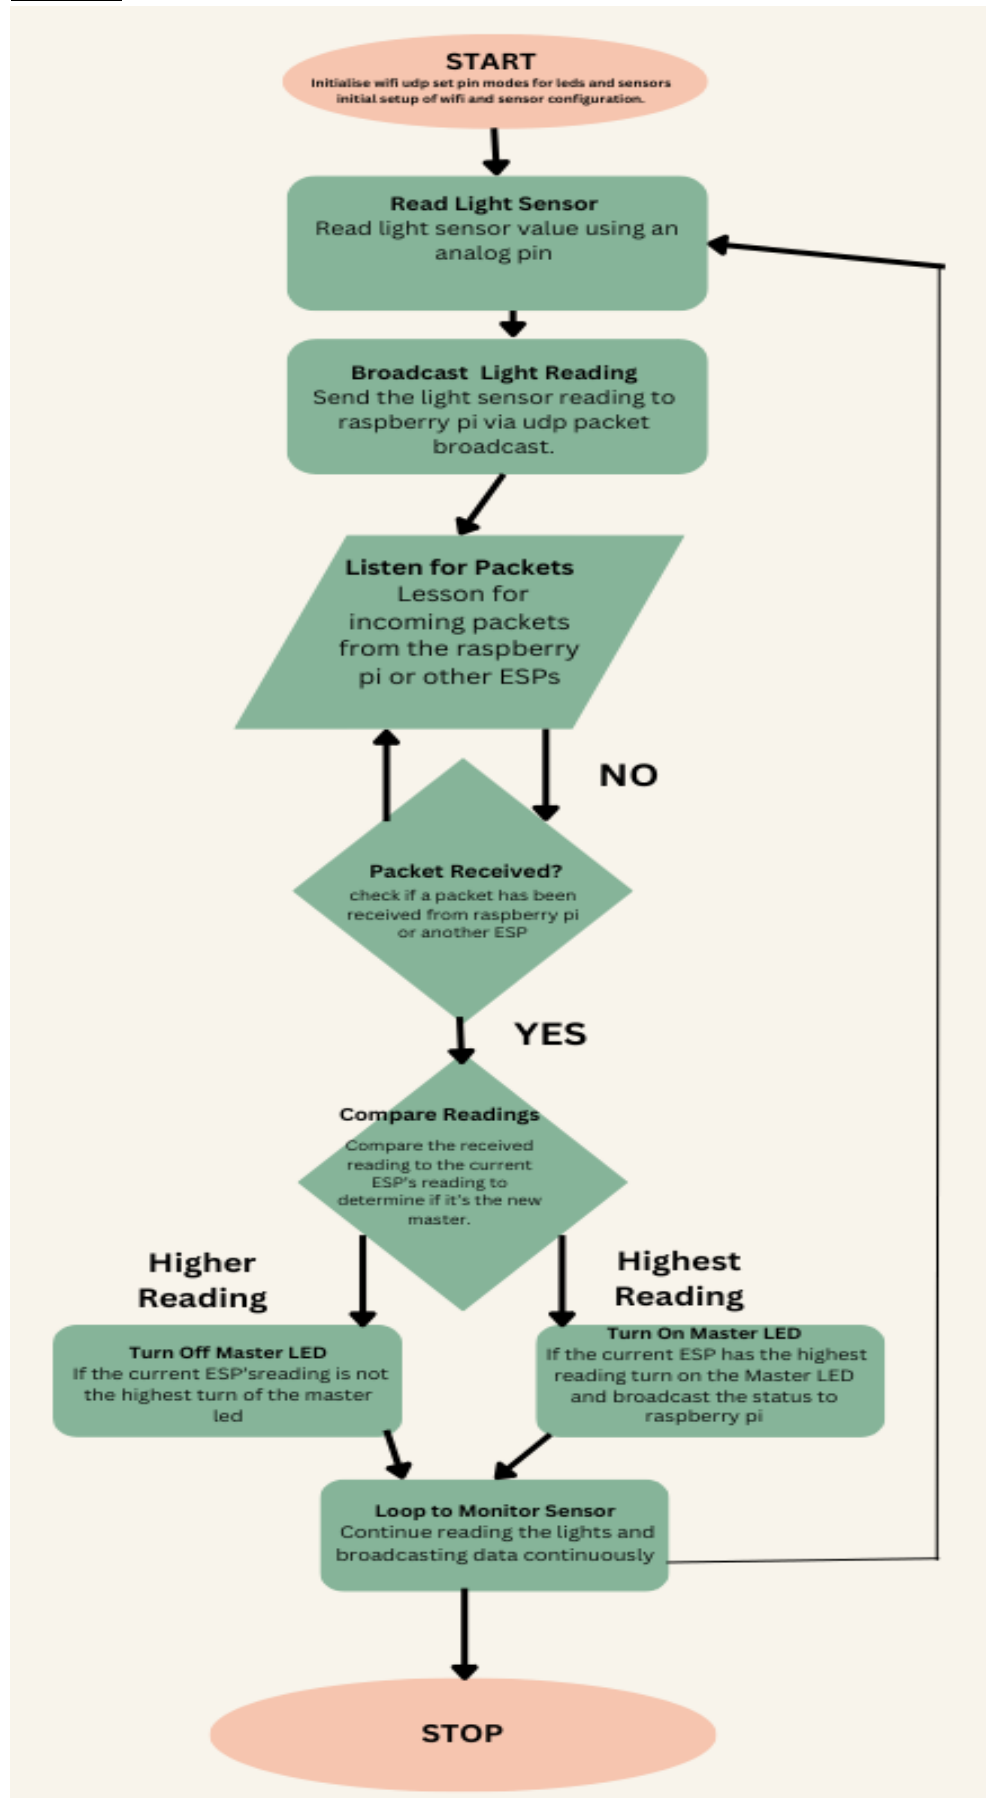 START
Initialise wifi udp set pin modes for leds and sensors
initial setup of wifi and sensor configuration.
Read Light Sensor
Read light sensor value using an
analog pin
Broadcast Light Reading
Send the light sensor reading to
raspberry pi via udp packet
broadcast.
Listen for Packets
Lesson for
incoming packets
from the raspberry
pi or other ESPs
NO
Packet Received?
check if a packet has been
received from raspberry pi
or another ESP
YES
Compare Readings
Compare the received
reading to the current
ESP's reading to
determine if it's the new
master.
Higher
Reading
Highest
Reading
Turn Off Master LED
If the current ESP'sreading is not
the highest turn of the master
led
Turn On Master LED
If the current ESP has the highest
reading turn on the Master LED
and broadcast the status to
raspberry pi
Loop to Monitor Sensor
Continue reading the lights and
broadcasting data continuously
STOP